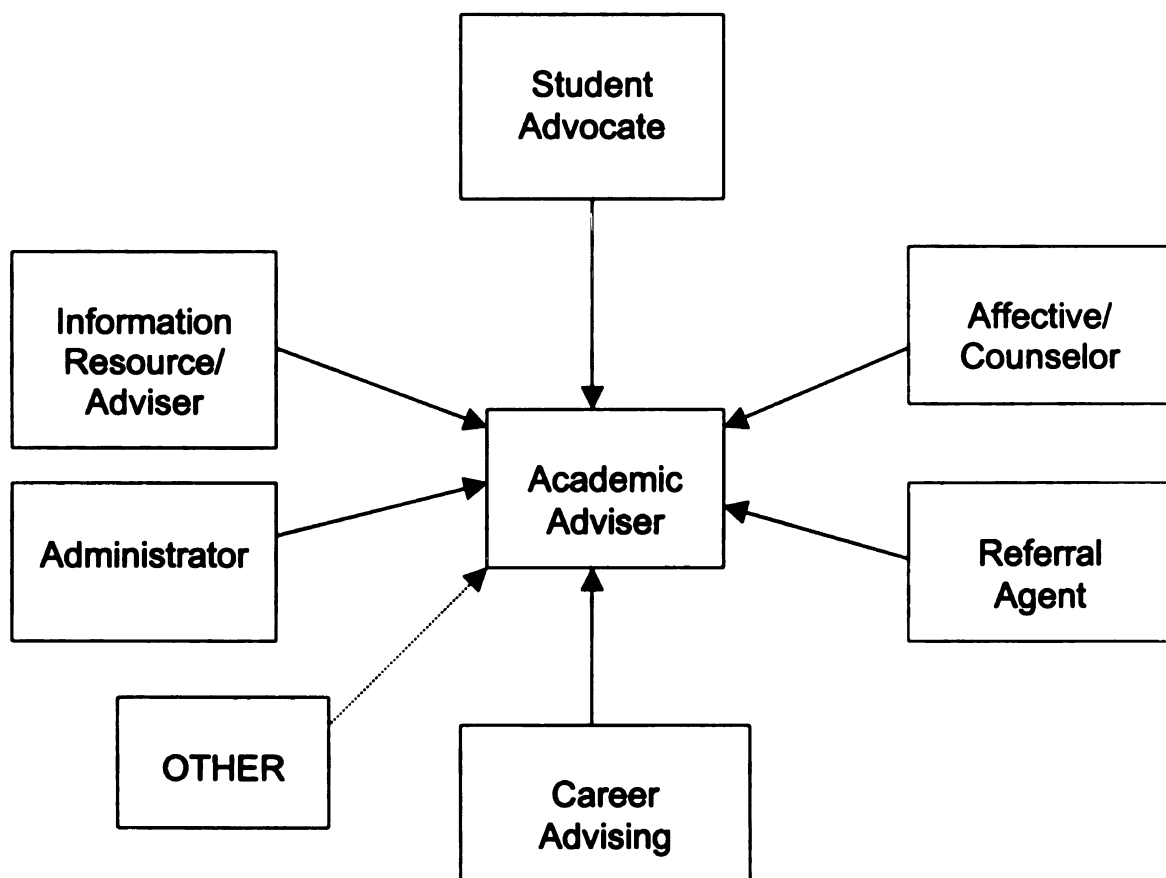 Student
Advocate
Information
Resource/
Adviser
Affective/
Counselor
Academic
Adviser
Administrator
Referral
Agent
OTHER
Career
Advising